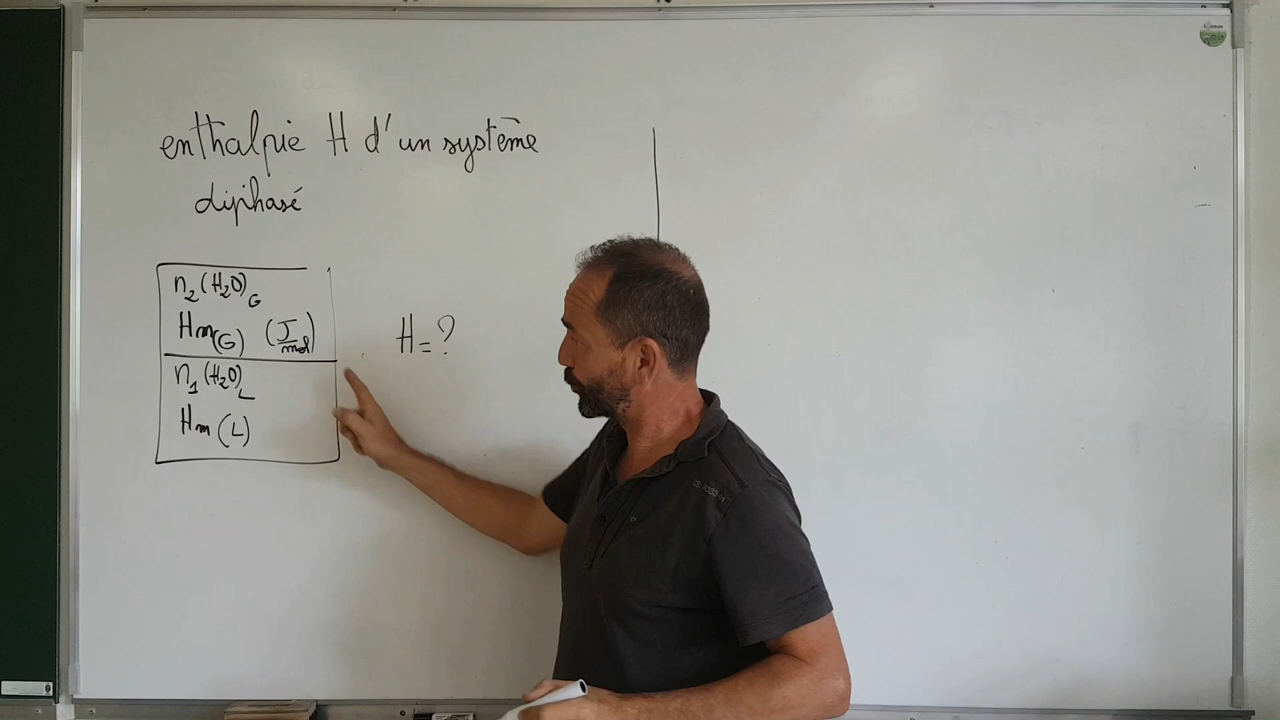 enthalpie H d'un système
diphasé
n₂(H₂O)G
Hm(G) (J/mol)
H=?
n₁(H₂O)L
Hm(L)